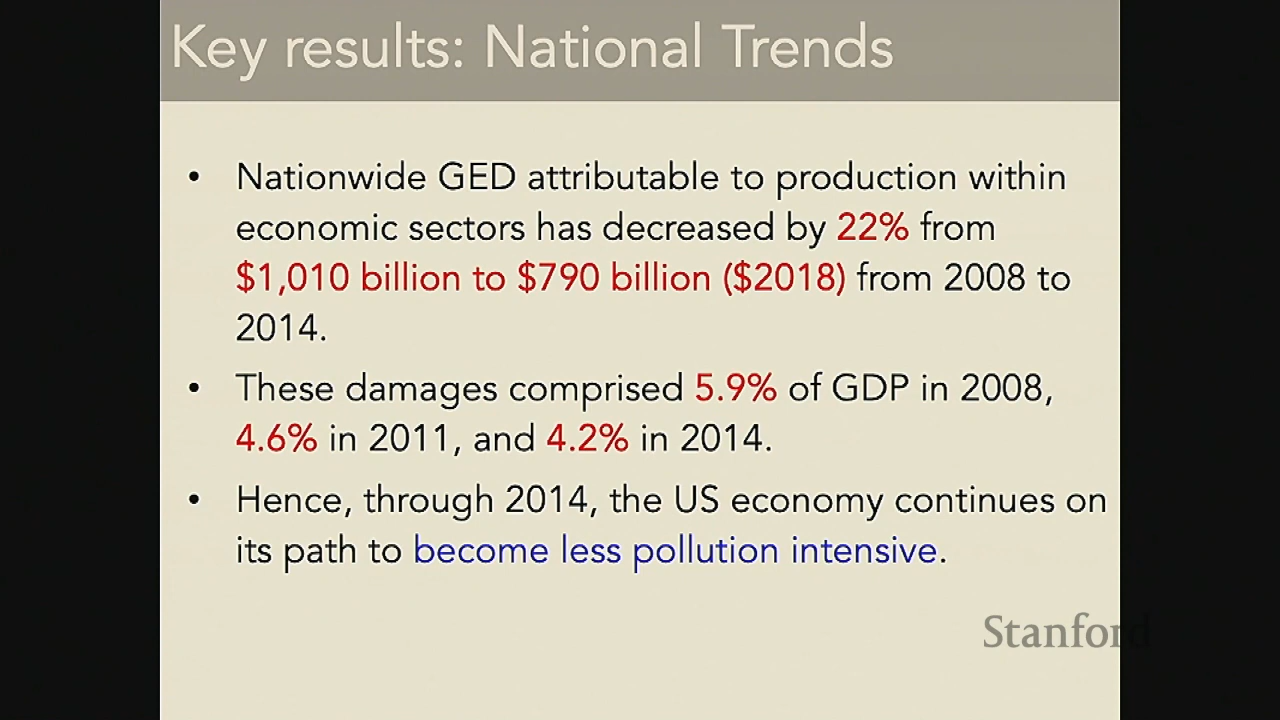 Key results: National Trends
• Nationwide GED attributable to production within
economic sectors has decreased by 22% from
$1,010 billion to $790 billion ($2018) from 2008 to
2014.
• These damages comprised 5.9% of GDP in 2008,
4.6% in 2011, and 4.2% in 2014.
• Hence, through 2014, the US economy continues on
its path to become less pollution intensive.
Stanford